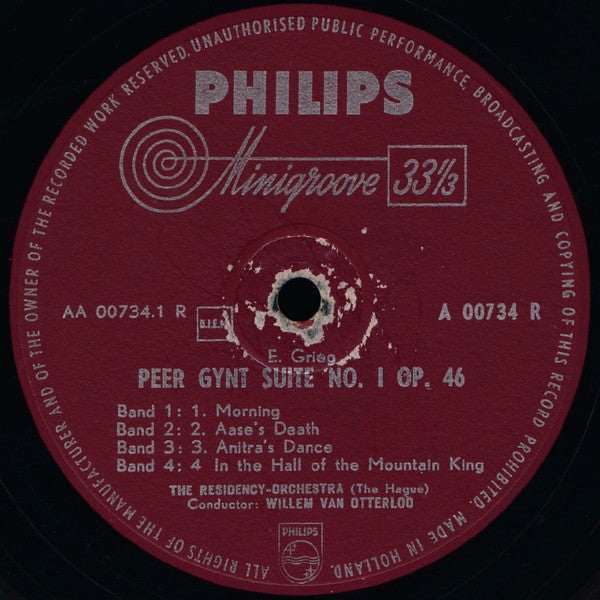 ALL RIGHTS OF THE MANUFACTURER AND OF THE OWNER OF THE RECORDED WORK RESERVED. UNAUTHORISED PUBLIC PERFORMANCE, BROADCASTING AND COPYING OF THIS RECORD PROHIBITED. MADE IN HOLLAND.
PHILIPS
Minigroove 33⅓
AA 00734.1 R
B.I.E.M.
A 00734 R
E. Grieg
PEER GYNT SUITE NO. 1 OP. 46
Band 1: 1. Morning
Band 2: 2. Aase's Death
Band 3: 3. Anitra's Dance
Band 4: 4 In the Hall of the Mountain King
THE RESIDENCY-ORCHESTRA (The Hague)
Conductor: WILLEM VAN OTTERLOO
PHILIPS